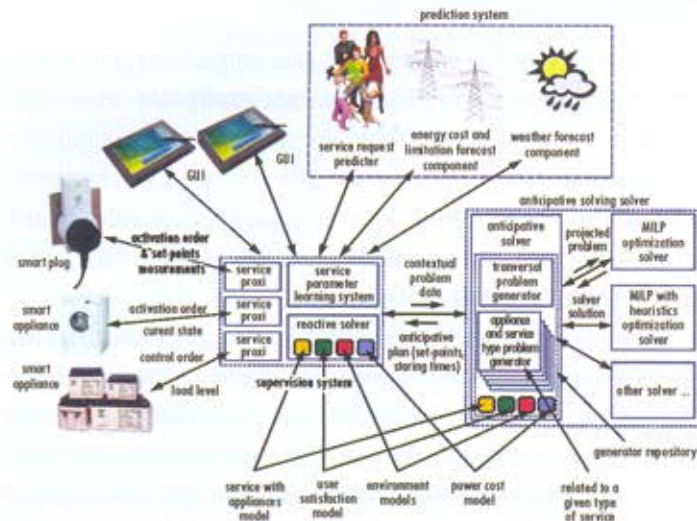 prediction system
service request
predicter
energy cost and
limitation forecast
component
weather forecast
component
GUI
GUI
smart plug
activation order
& set-points
mesurements
smart
appliance
activation order
curent state
smart
appliance
control order
load level
service
proxi
service
proxi
service
proxi
service
parameter
learning system
reactive solver
supervision system
contextual
problem
data
anticipative
plan (set-points,
staring times)
anticipative solving solver
anticipative
solver
tranversal
problem
generator
appliance
and service
type problem
generator
projected
problem
solver
solution
MILP
optimization
solver
MILP with
heuristics
optimization
solver
other solver ...
generator repository
service with
appliances
model
user
satisfaction
model
environment
models
power cost
model
related to a
given type
of service